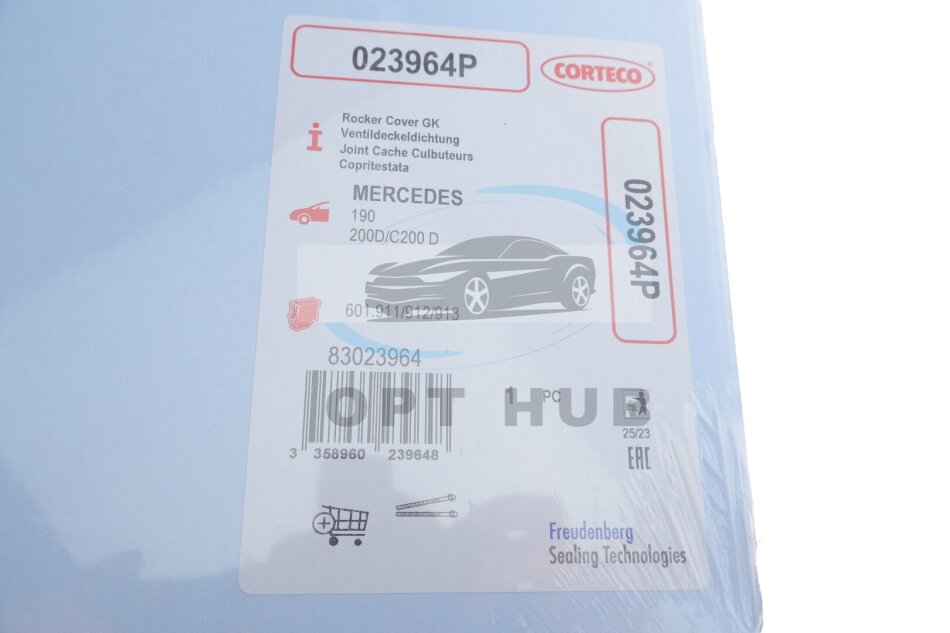 023964P
CORTECO
Rocker Cover GK
Ventildeckeldichtung
Joint Cache Culbuteurs
Copritestata
023964P
MERCEDES
190
200D/C200 D
601.911/912/913
83023964
1 PC
OPT HUB
25/23
3 358960 239648
EAC
Freudenberg
Sealing Technologies